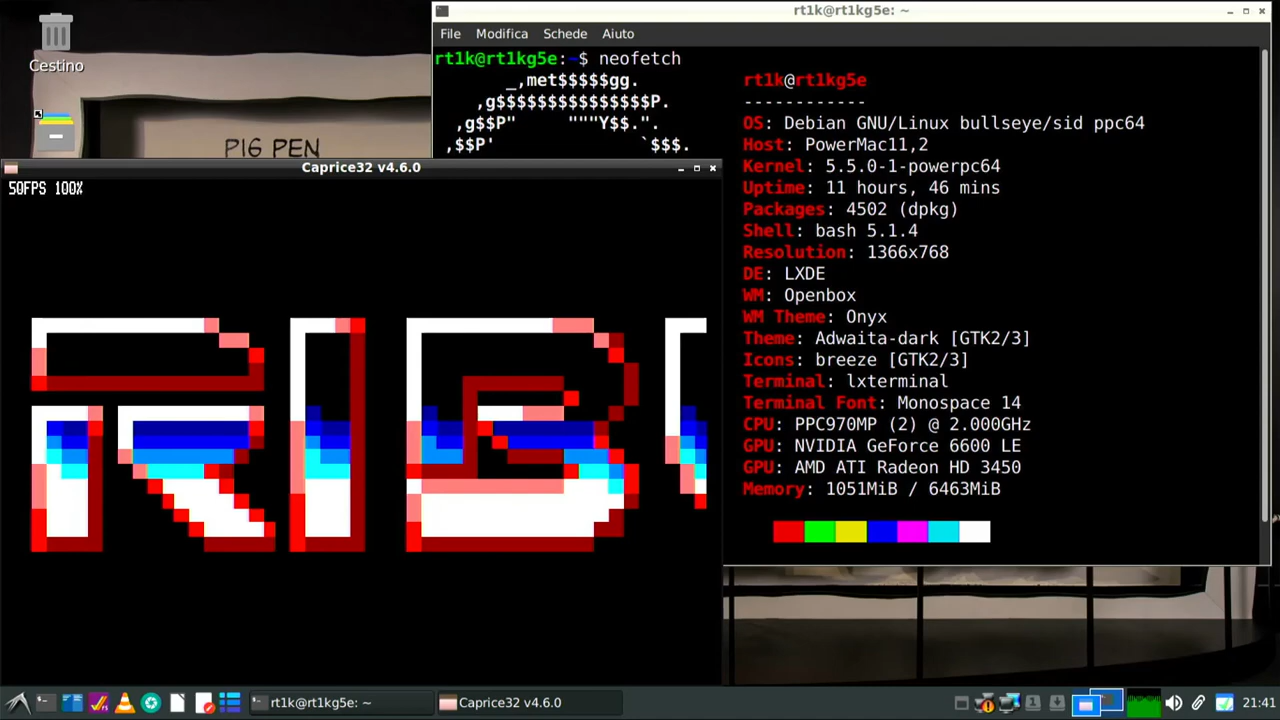 Cestino
PIG PEN
rt1k@rt1kg5e: ~
File Modifica Schede Aiuto
rt1k@rt1kg5e:~$ neofetch
_,met$$$$$gg.
,g$$$$$$$$$$$$$$$P.
,g$$P"     """Y$$.".
,$$P'              `$$$.
rt1k@rt1kg5e
------------
OS: Debian GNU/Linux bullseye/sid ppc64
Host: PowerMac11,2
Kernel: 5.5.0-1-powerpc64
Uptime: 11 hours, 46 mins
Packages: 4502 (dpkg)
Shell: bash 5.1.4
Resolution: 1366x768
DE: LXDE
WM: Openbox
WM Theme: Onyx
Theme: Adwaita-dark [GTK2/3]
Icons: breeze [GTK2/3]
Terminal: lxterminal
Terminal Font: Monospace 14
CPU: PPC970MP (2) @ 2.000GHz
GPU: NVIDIA GeForce 6600 LE
GPU: AMD ATI Radeon HD 3450
Memory: 1051MiB / 6463MiB
Caprice32 v4.6.0
50FPS 100%
rt1k@rt1kg5e: ~
Caprice32 v4.6.0
1
21:41